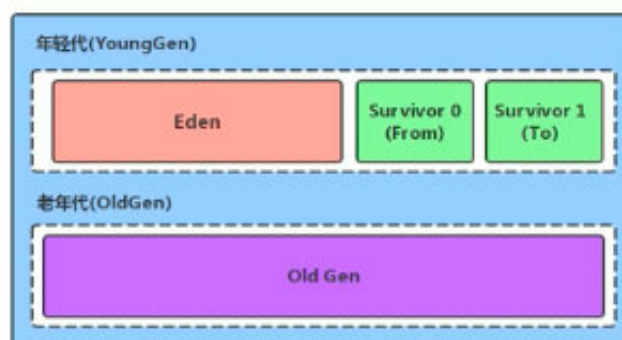 年轻代(YoungGen)
Eden
Survivor 0
(From)
Survivor 1
(To)
老年代(OldGen)
Old Gen